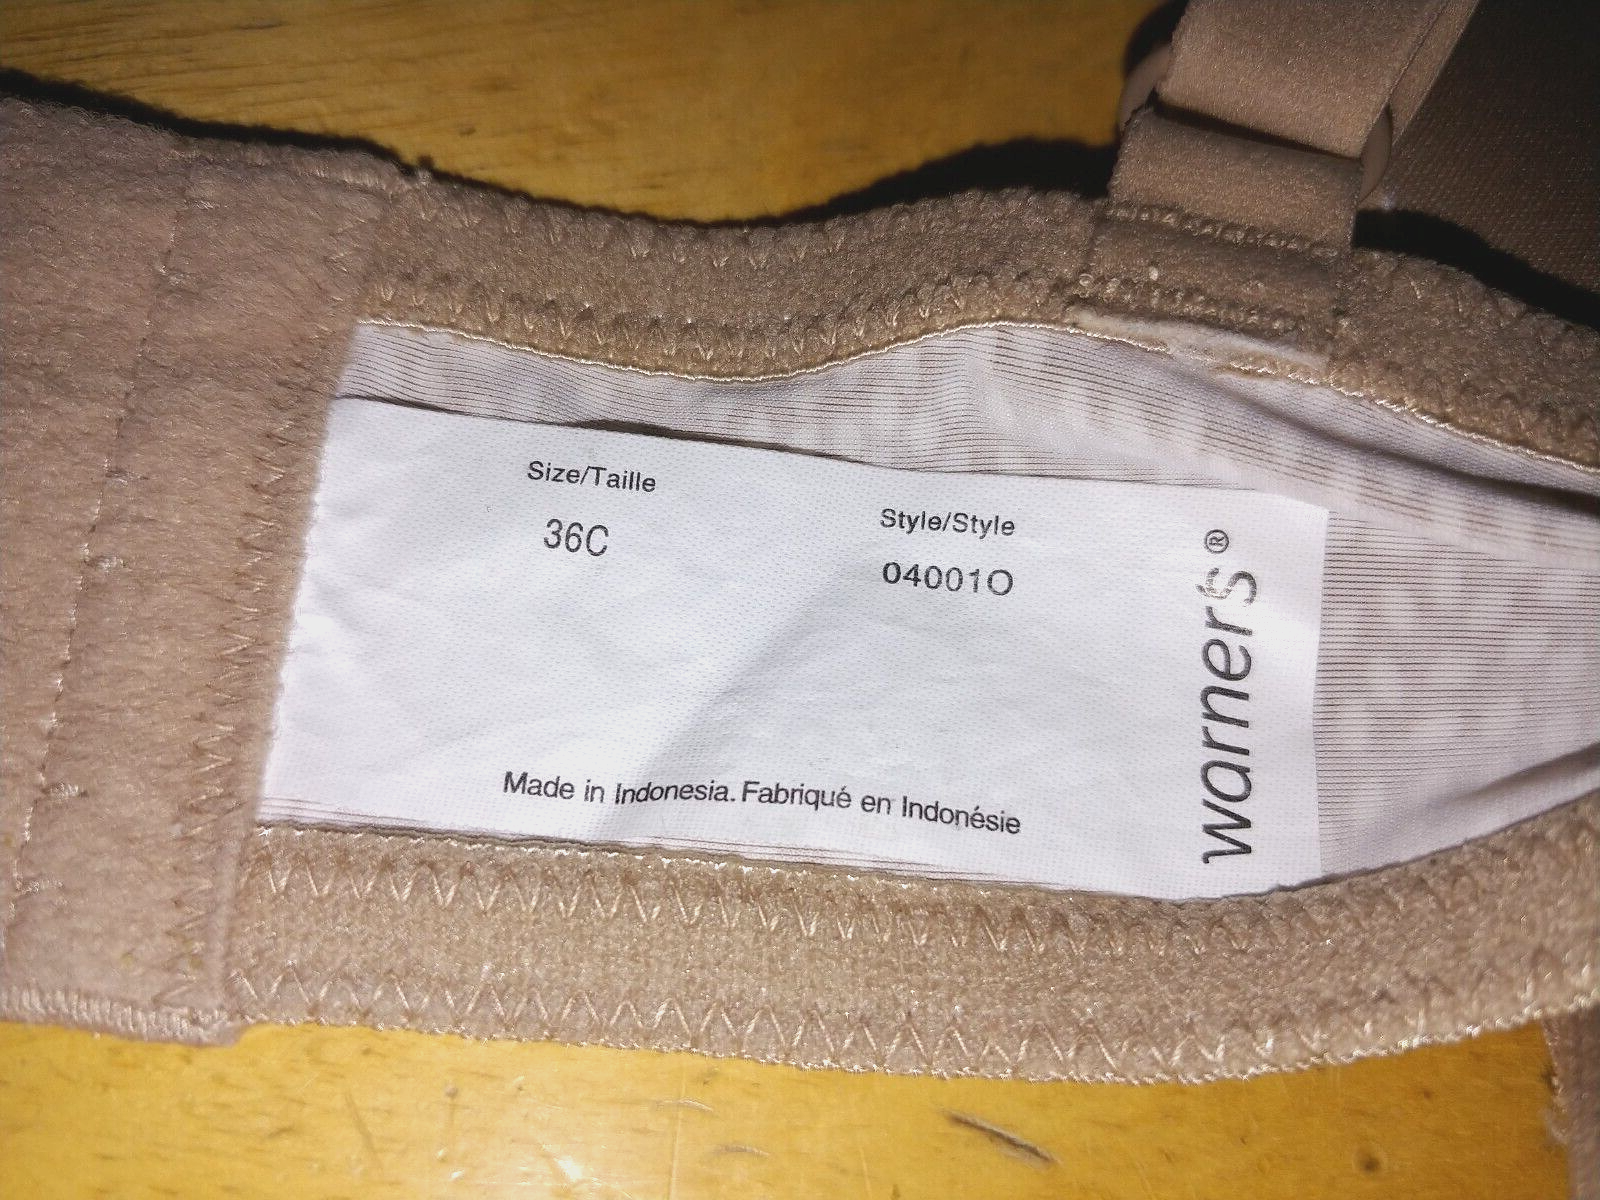 Size/Taille
36C
Style/Style
04001O
warner's®
Made in Indonesia. Fabriqué en Indonésie